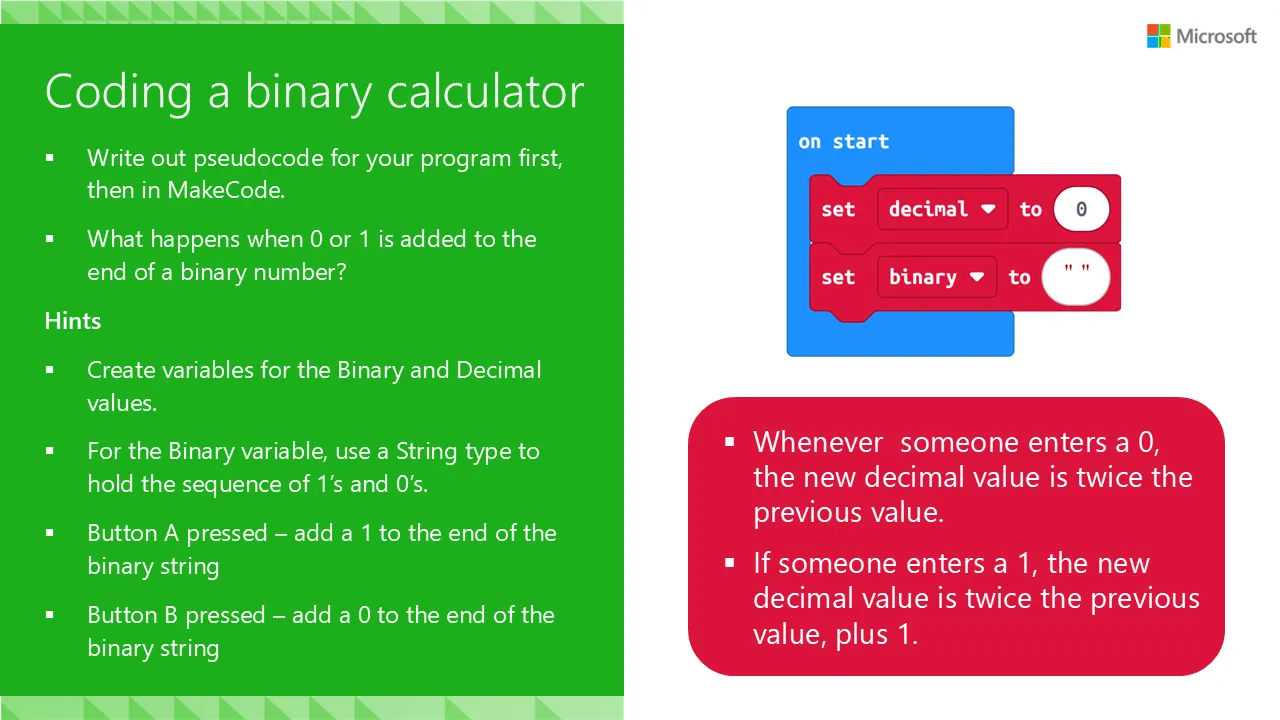 Microsoft
Coding a binary calculator
▪ Write out pseudocode for your program first,
then in MakeCode.
▪ What happens when 0 or 1 is added to the
end of a binary number?
Hints
▪ Create variables for the Binary and Decimal
values.
▪ For the Binary variable, use a String type to
hold the sequence of 1’s and 0’s.
▪ Button A pressed – add a 1 to the end of the
binary string
▪ Button B pressed – add a 0 to the end of the
binary string
on start
set decimal to 0
set binary to " "
▪ Whenever  someone enters a 0,
the new decimal value is twice the
previous value.
▪ If someone enters a 1, the new
decimal value is twice the previous
value, plus 1.